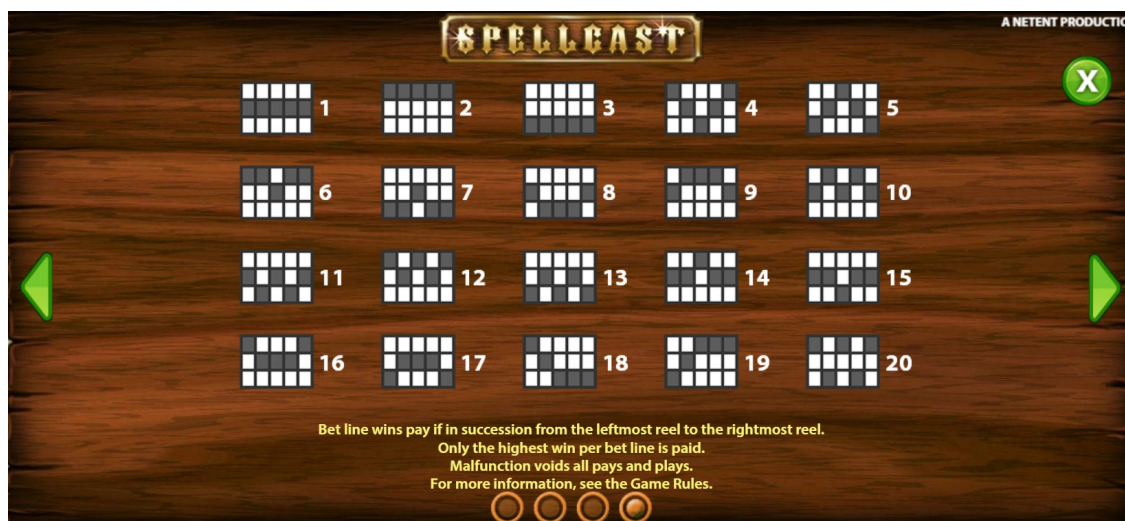 A NETENT PRODUCTIO
SPELLCAST
X
1 2 3 4 5
6 7 8 9 10
11 12 13 14 15
16 17 18 19 20
Bet line wins pay if in succession from the leftmost reel to the rightmost reel.
Only the highest win per bet line is paid.
Malfunction voids all pays and plays.
For more information, see the Game Rules.